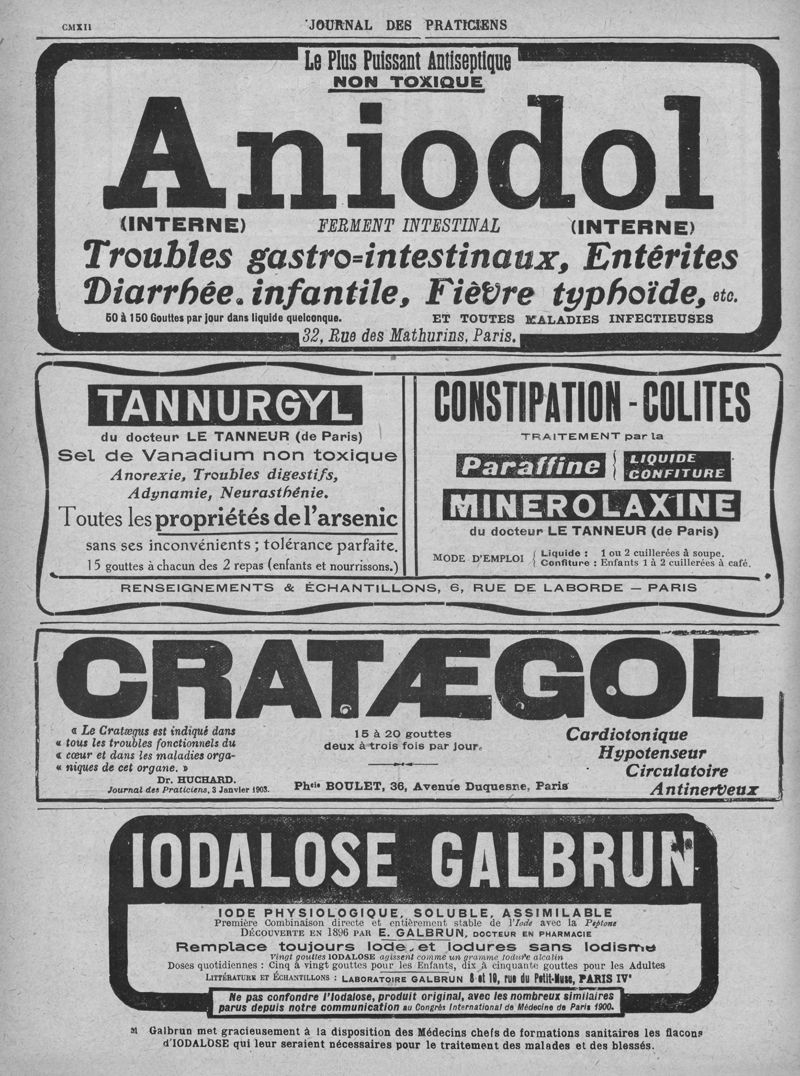 CMXII
JOURNAL DES PRATICIENS
Le Plus Puissant Antiseptique
NON TOXIQUE
Aniodol
(INTERNE) FERMENT INTESTINAL (INTERNE)
Troubles gastro=intestinaux, Entérites
Diarrhée infantile, Fièvre typhoïde, etc.
50 à 150 Gouttes par jour dans liquide quelconque. ET TOUTES MALADIES INFECTIEUSES
32, Rue des Mathurins, Paris.
TANNURGYL
du docteur LE TANNEUR (de Paris)
Sel de Vanadium non toxique
Anorexie, Troubles digestifs,
Adynamie, Neurasthénie.
Toutes les propriétés de l'arsenic
sans ses inconvénients ; tolérance parfaite.
15 gouttes à chacun des 2 repas (enfants et nourrissons.)
CONSTIPATION - COLITES
TRAITEMENT par la
Paraffine { LIQUIDE
CONFITURE
MINEROLAXINE
du docteur LE TANNEUR (de Paris)
MODE D'EMPLOI { Liquide : 1 ou 2 cuillerées à soupe.
Confiture : Enfants 1 à 2 cuillerées à café.
RENSEIGNEMENTS & ÉCHANTILLONS, 6, RUE DE LABORDE — PARIS
CRATÆGOL
« Le Cratægus est indiqué dans
« tous les troubles fonctionnels du
« cœur et dans les maladies orga-
« niques de cet organe. »
Dr. HUCHARD.
Journal des Praticiens, 3 Janvier 1903.
15 à 20 gouttes
deux à trois fois par jour.
Phcie BOULET, 36, Avenue Duquesne, Paris
Cardiotonique
Hypotenseur
Circulatoire
Antinerveux
IODALOSE GALBRUN
IODE PHYSIOLOGIQUE, SOLUBLE, ASSIMILABLE
Première Combinaison directe et entièrement stable de l'Iode avec la Peptone
DÉCOUVERTE EN 1896 PAR E. GALBRUN, DOCTEUR EN PHARMACIE
Remplace toujours Iode et Iodures sans Iodisme
Vingt gouttes IODALOSE agissent comme un gramme Iodure alcalin
Doses quotidiennes : Cinq à vingt gouttes pour les Enfants, dix à cinquante gouttes pour les Adultes
LITTÉRATURE ET ÉCHANTILLONS : LABORATOIRE GALBRUN 8 et 10, rue du Petit-Musc, PARIS IVe
Ne pas confondre l'Iodalose, produit original, avec les nombreux similaires
parus depuis notre communication au Congrès International de Médecine de Paris 1900.
M Galbrun met gracieusement à la disposition des Médecins chefs de formations sanitaires les flacons
d'IODALOSE qui leur seraient nécessaires pour le traitement des malades et des blessés.